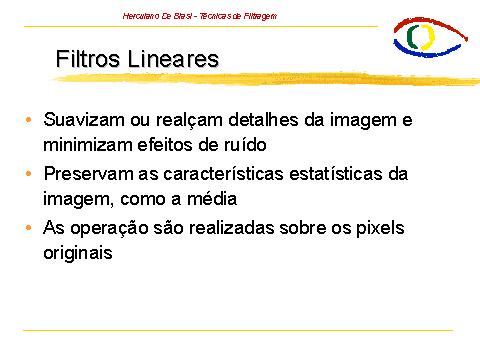 Herculano De Biasi - Técnicas de Filtragem
Filtros Lineares
• Suavizam ou realçam detalhes da imagem e
minimizam efeitos de ruído
• Preservam as características estatísticas da
imagem, como a média
• As operação são realizadas sobre os pixels
originais